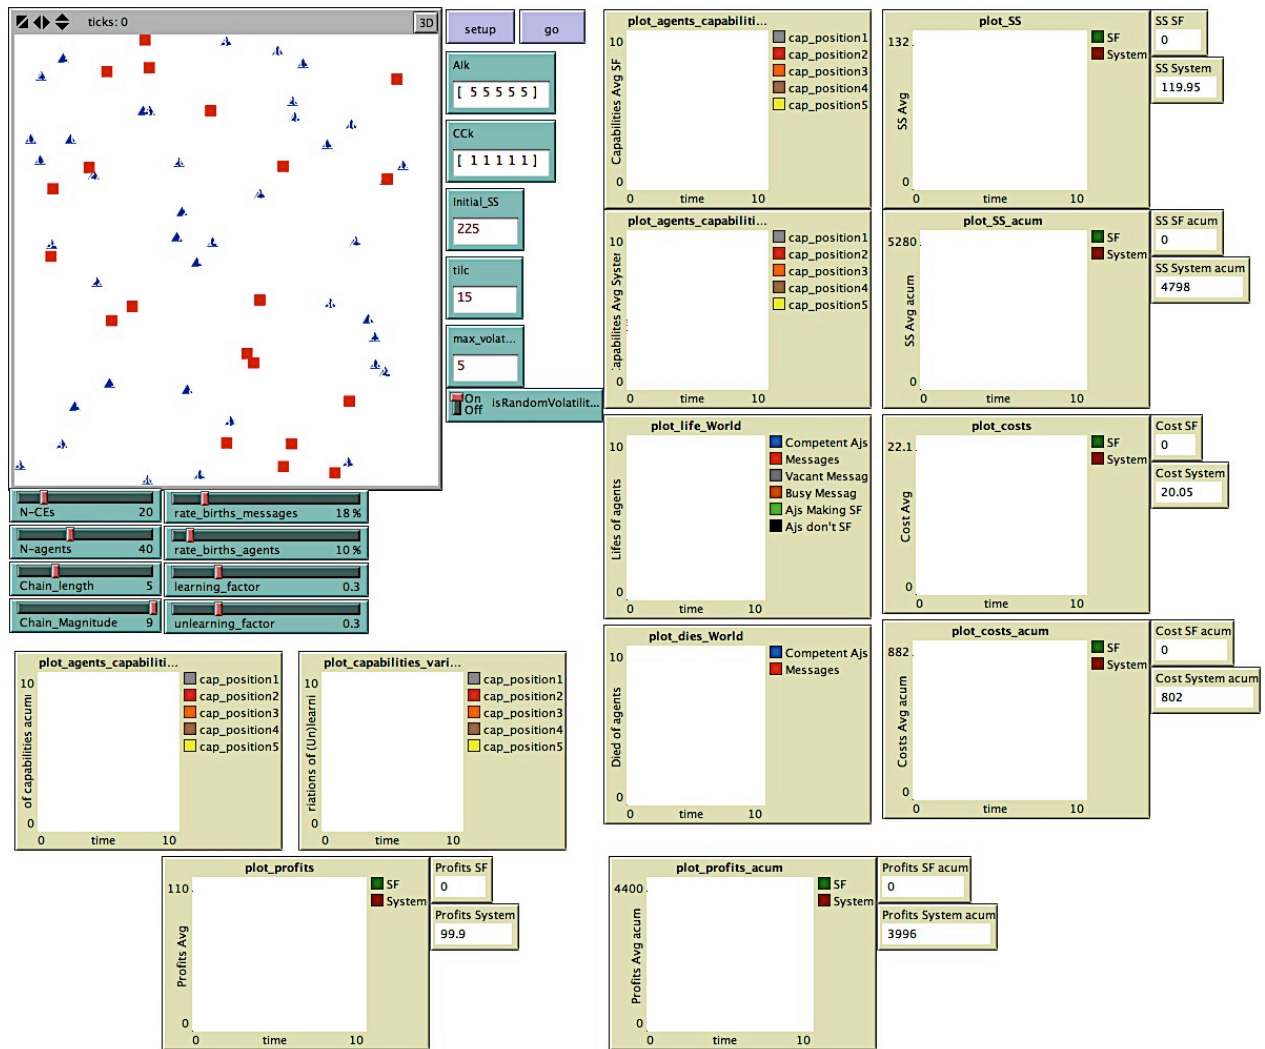 ticks: 0
3D
setup
go
Alk
[ 5 5 5 5 5 ]
CCk
[ 1 1 1 1 1 ]
Initial_SS
225
tilc
15
max_volat...
5
On
Off
isRandomVolatilit...
N-CEs 20
rate_births_messages 18 %
N-agents 40
rate_births_agents 10 %
Chain_length 5
learning_factor 0.3
Chain_Magnitude 9
unlearning_factor 0.3
plot_agents_capabiliti...
Capabilities Avg SF
10
0
time
10
cap_position1
cap_position2
cap_position3
cap_position4
cap_position5
plot_SS
SS Avg
132
0
0
time
10
SF
System
SS SF
0
SS System
119.95
plot_agents_capabiliti...
apabilites Avg Syster
10
0
0
time
10
cap_position1
cap_position2
cap_position3
cap_position4
cap_position5
plot_SS_acum
SS Avg acum
5280
0
0
time
10
SF
System
SS SF acum
0
SS System acum
4798
plot_life_World
Lifes of agents
10
0
0
time
10
Competent Ajs
Messages
Vacant Messag
Busy Messag
Ajs Making SF
Ajs don't SF
plot_costs
Cost Avg
22.1
0
0
time
10
SF
System
Cost SF
0
Cost System
20.05
plot_dies_World
Died of agents
10
0
0
time
10
Competent Ajs
Messages
plot_costs_acum
Costs Avg acum
882
0
0
time
10
SF
System
Cost SF acum
0
Cost System acum
802
plot_agents_capabiliti...
of capabilities acumi
10
0
0
time
10
cap_position1
cap_position2
cap_position3
cap_position4
cap_position5
plot_capabilities_vari...
riations of (Un)learni
10
0
0
time
10
cap_position1
cap_position2
cap_position3
cap_position4
cap_position5
plot_profits
Profits Avg
110
0
0
time
10
SF
System
Profits SF
0
Profits System
99.9
plot_profits_acum
Profits Avg acum
4400
0
0
time
10
SF
System
Profits SF acum
0
Profits System acum
3996